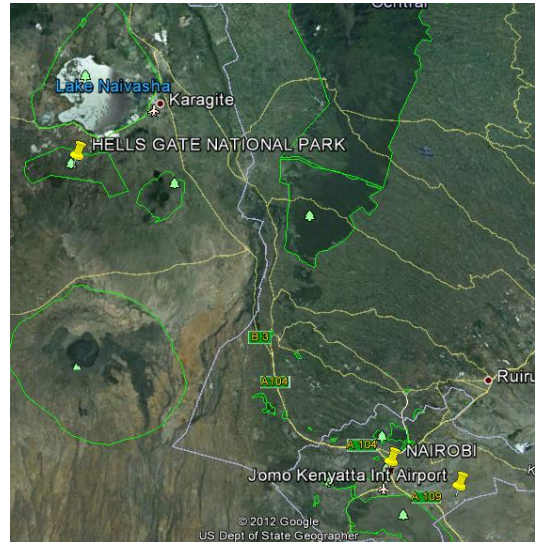 Central
Lake Naivasha
Karagite
HELLS GATE NATIONAL PARK
B 3
A104
Ruiru
A 104
NAIROBI
Jomo Kenyatta Int Airport
A 109
© 2012 Google
US Dept of State Geographer